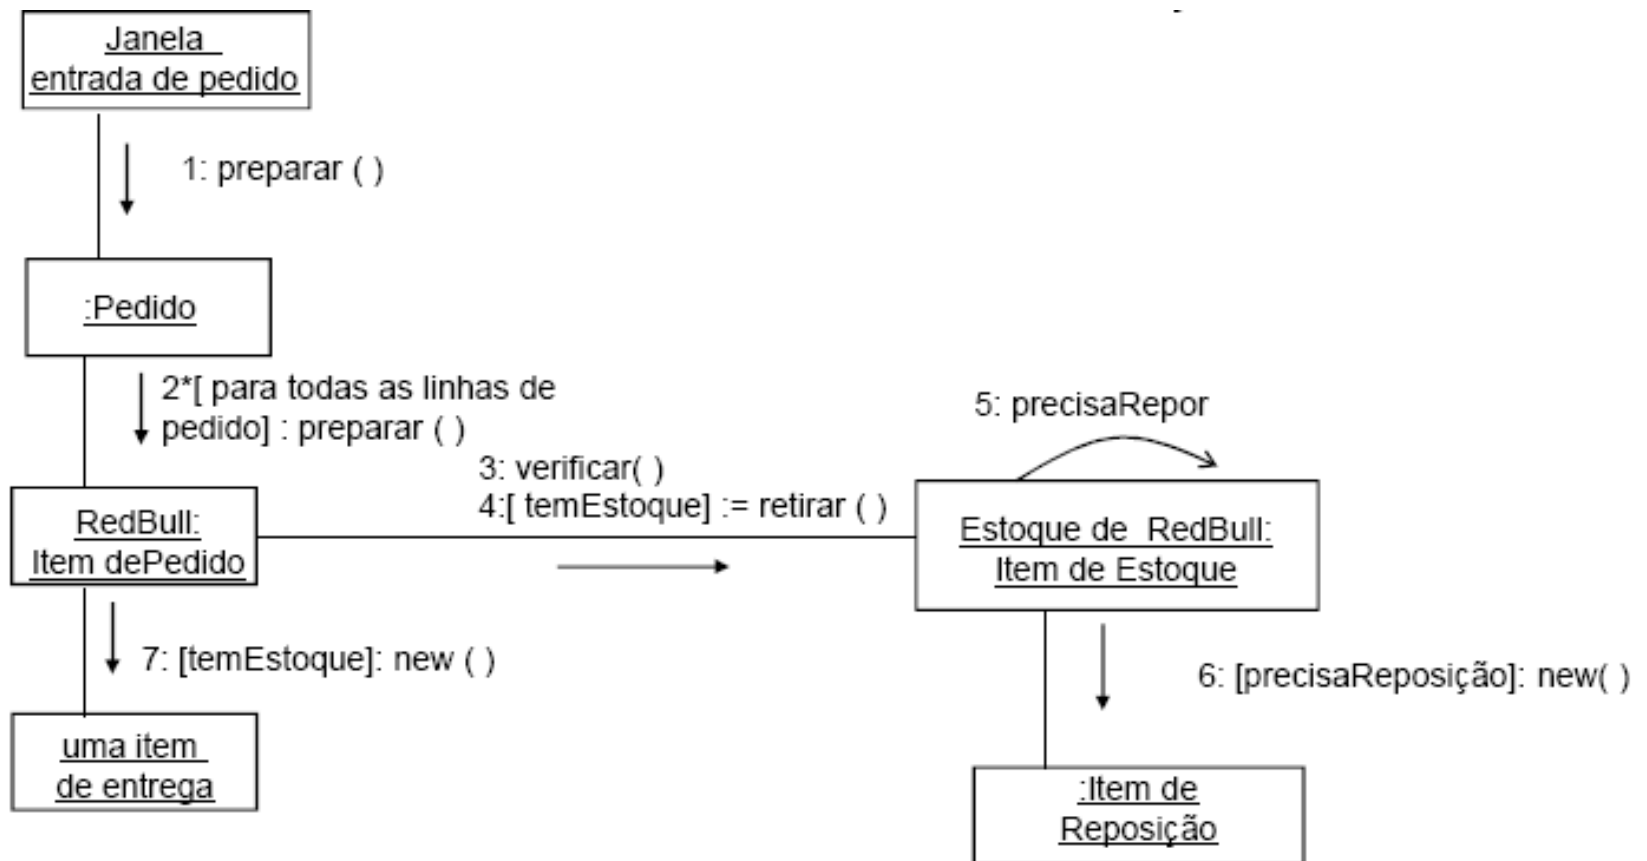 Janela
entrada de pedido
1: preparar ( )
:Pedido
2*[ para todas as linhas de
pedido] : preparar ( )
5: precisaRepor
3: verificar( )
4:[ temEstoque] := retirar ( )
RedBull:
Item dePedido
Estoque de RedBull:
Item de Estoque
7: [temEstoque]: new ( )
6: [precisaReposição]: new( )
uma item
de entrega
:Item de
Reposição